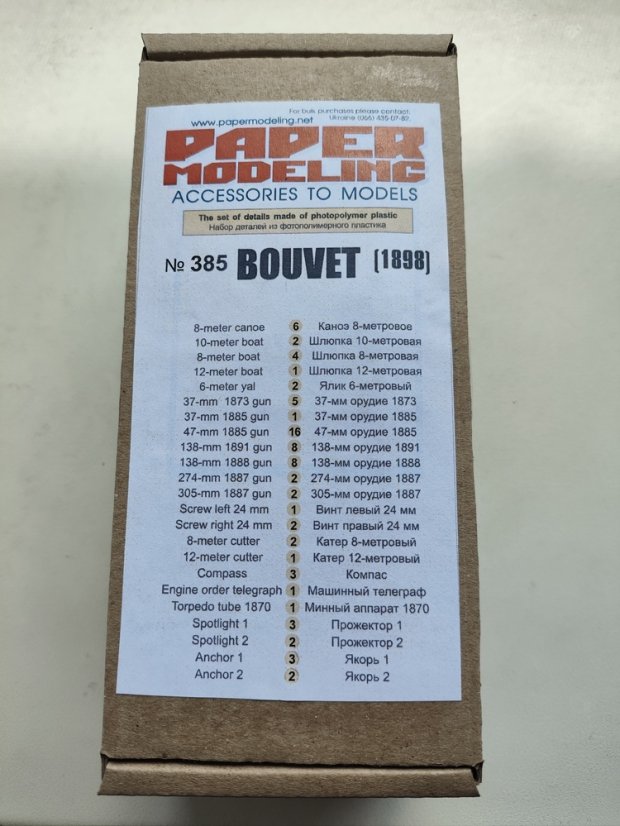 For bulk purchases please contact:
www.papermodeling.net Ukraine (066) 435-07-82.
PAPER
MODELING
ACCESSORIES TO MODELS
The set of details made of photopolymer plastic
Набор деталей из фотополимерного пластика
№ 385 BOUVET (1898)
8-meter canoe 6 Каноэ 8-метровое
10-meter boat 2 Шлюпка 10-метровая
8-meter boat 4 Шлюпка 8-метровая
12-meter boat 1 Шлюпка 12-метровая
6-meter yal 2 Ялик 6-метровый
37-mm 1873 gun 5 37-мм орудие 1873
37-mm 1885 gun 1 37-мм орудие 1885
47-mm 1885 gun 16 47-мм орудие 1885
138-mm 1891 gun 8 138-мм орудие 1891
138-mm 1888 gun 8 138-мм орудие 1888
274-mm 1887 gun 2 274-мм орудие 1887
305-mm 1887 gun 2 305-мм орудие 1887
Screw left 24 mm 1 Винт левый 24 мм
Screw right 24 mm 2 Винт правый 24 мм
8-meter cutter 2 Катер 8-метровый
12-meter cutter 1 Катер 12-метровый
Compass 3 Компас
Engine order telegraph 1 Машинный телеграф
Torpedo tube 1870 1 Минный аппарат 1870
Spotlight 1 3 Прожектор 1
Spotlight 2 2 Прожектор 2
Anchor 1 3 Якорь 1
Anchor 2 2 Якорь 2